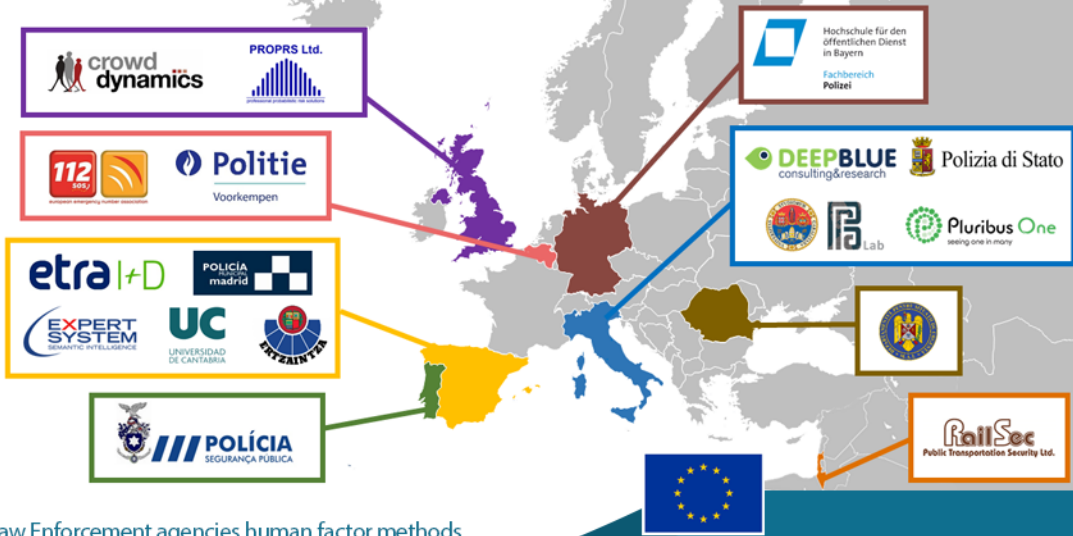 crowd
dynamics
PROPRS Ltd.
professional probabilistic risk solutions
112
SOS
european emergency number association
Politie
Voorkempen
etra I+D
POLICÍA
MUNICIPAL
madrid
EXPERT
SYSTEM
SEMANTIC INTELLIGENCE
UC
UNIVERSIDAD
DE CANTABRIA
ERTZAINTZA
POLÍCIA
SEGURANÇA PÚBLICA
Hochschule für den
öffentlichen Dienst
in Bayern
Fachbereich
Polizei
DEEPBLUE
consulting&research
Polizia di Stato
Lab
Pluribus One
seeing one in many
RailSec
Public Transportation Security Ltd.
aw Enforcement agencies human factor methods